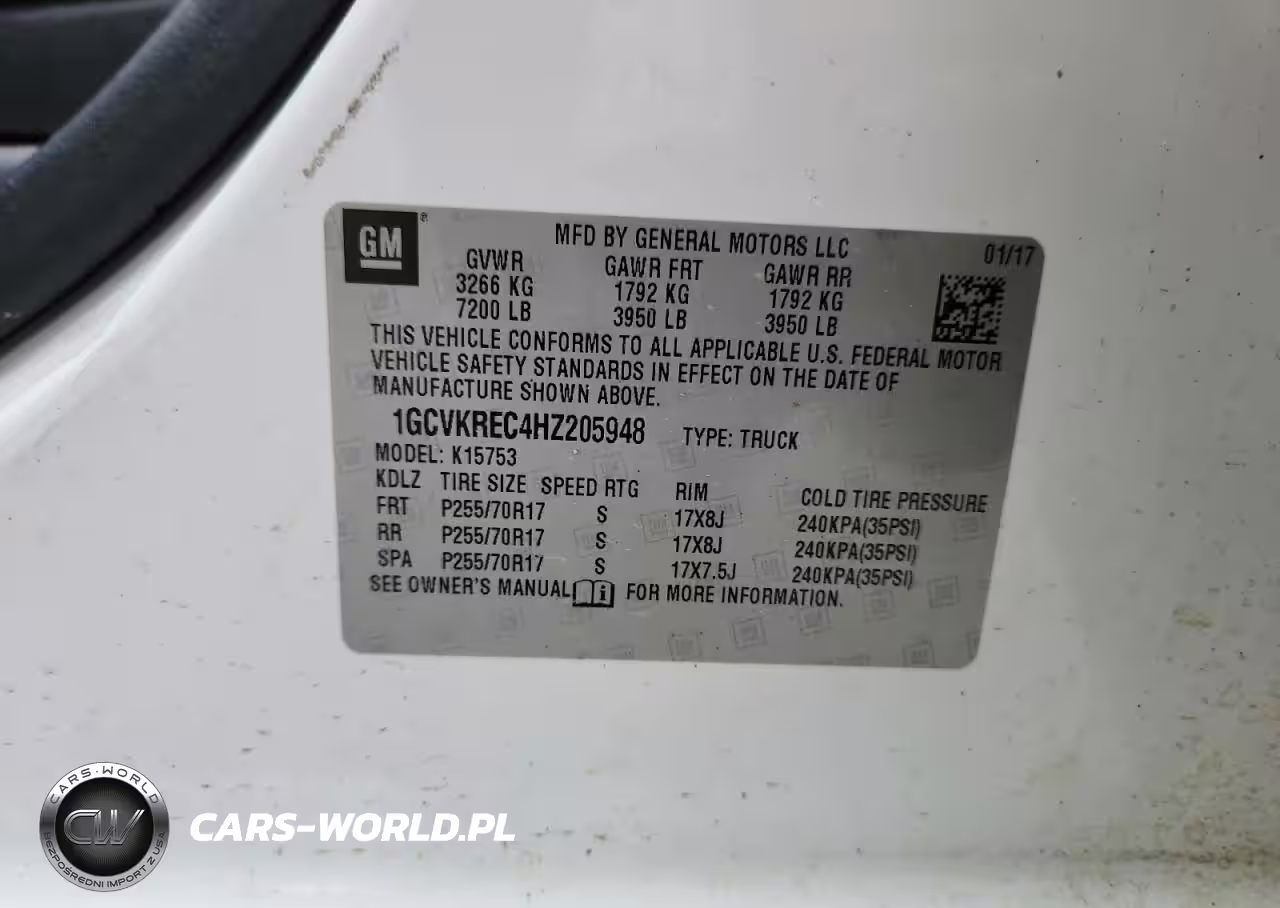 GM®
MFD BY GENERAL MOTORS LLC
01/17
GVWR GAWR FRT GAWR RR
3266 KG 1792 KG 1792 KG
7200 LB 3950 LB 3950 LB
THIS VEHICLE CONFORMS TO ALL APPLICABLE U.S. FEDERAL MOTOR
VEHICLE SAFETY STANDARDS IN EFFECT ON THE DATE OF
MANUFACTURE SHOWN ABOVE.
1GCVKREC4HZ205948 TYPE: TRUCK
MODEL: K15753
KDLZ TIRE SIZE SPEED RTG RIM COLD TIRE PRESSURE
FRT P255/70R17 S 17X8J 240KPA(35PSI)
RR P255/70R17 S 17X8J 240KPA(35PSI)
SPA P255/70R17 S 17X7.5J 240KPA(35PSI)
SEE OWNER'S MANUAL i FOR MORE INFORMATION.
CARS-WORLD
CW
BEZPOŚREDNI IMPORT Z USA
CARS-WORLD.PL